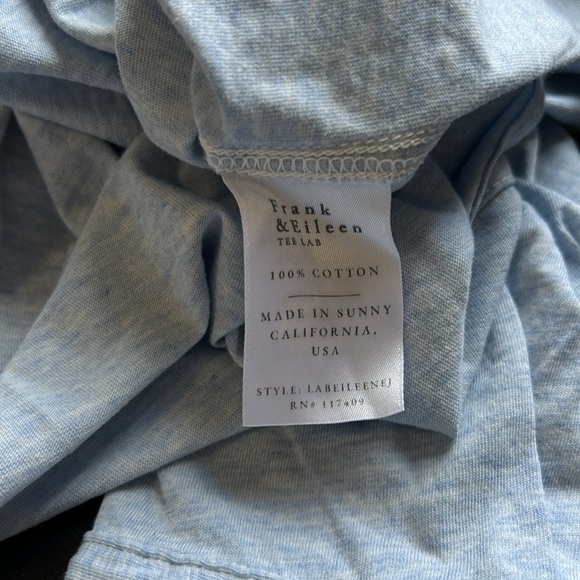 Frank
&Eileen
TEE LAB
100% COTTON
MADE IN SUNNY
CALIFORNIA,
USA
STYLE: LABEILEENEJ
RN# 117409